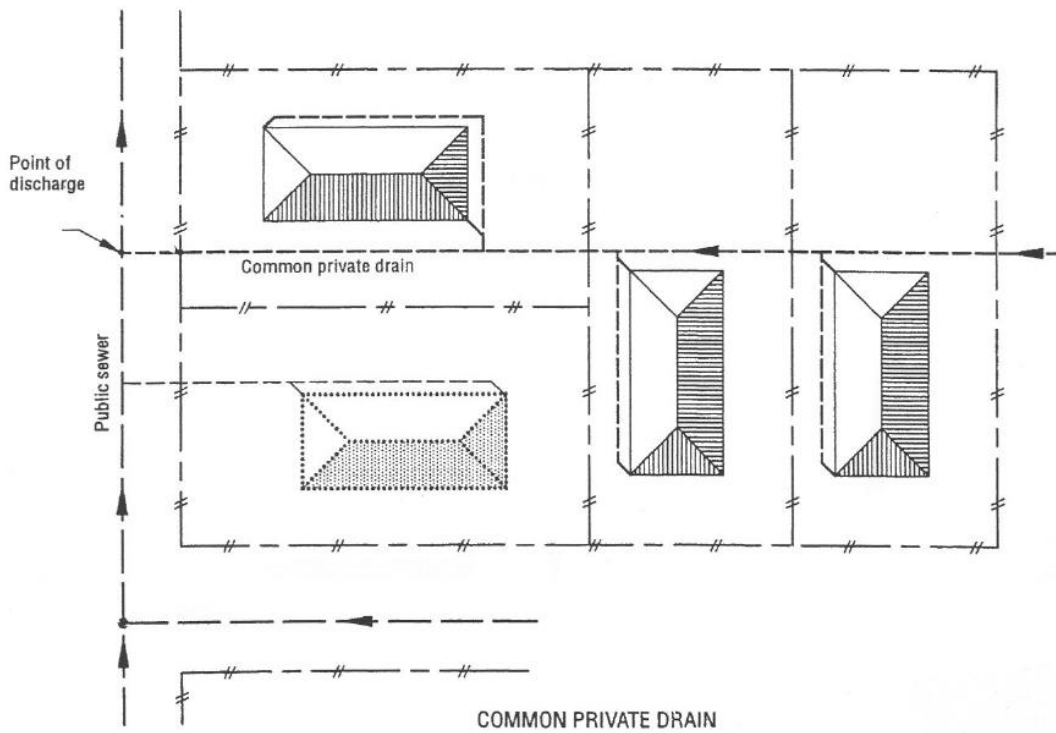 Point of
discharge
Common private drain
Public sewer
COMMON PRIVATE DRAIN